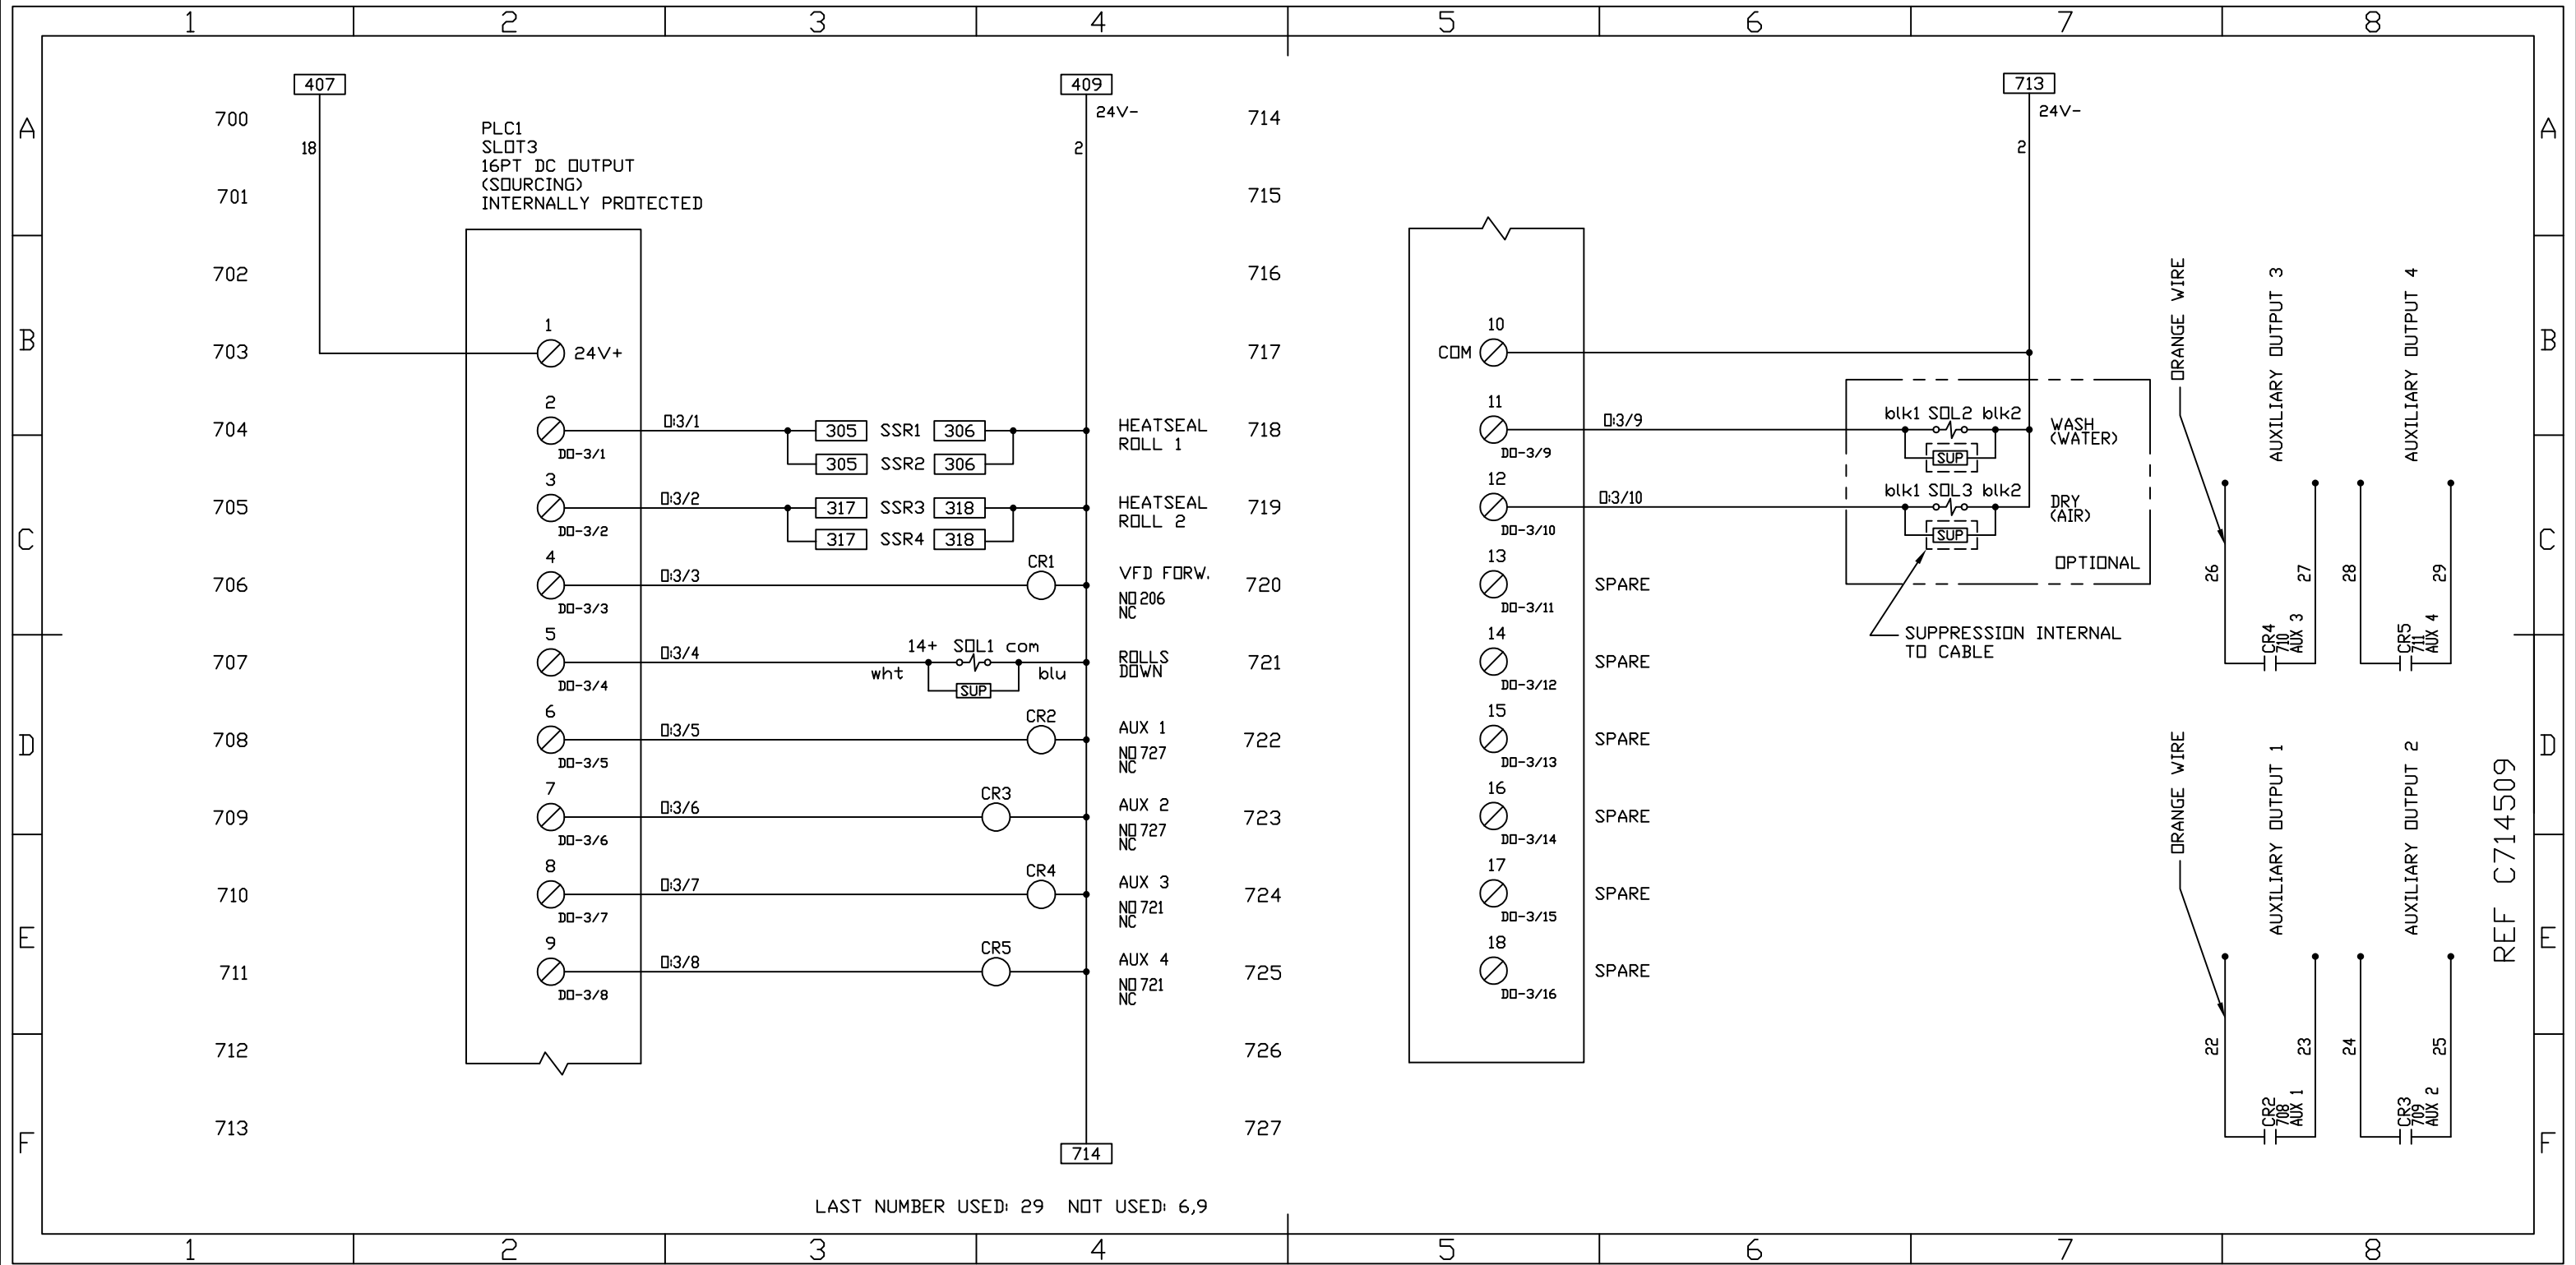 1 2 3 4 5 6 7 8
A
B
C
D
E
F
407
18
409
24V-
2
PLC1
SLOT3
16PT DC OUTPUT
(SOURCING)
INTERNALLY PROTECTED
700
701
702
703
1
24V+
704
2
DO-3/1
O:3/1
305 SSR1 306
305 SSR2 306
HEATSEAL
ROLL 1
705
3
DO-3/2
O:3/2
317 SSR3 318
317 SSR4 318
HEATSEAL
ROLL 2
706
4
DO-3/3
O:3/3
CR1
VFD FORW.
NO 206
NC
707
5
DO-3/4
O:3/4
14+ SOL1 com
wht blu
SUP
ROLLS
DOWN
708
6
DO-3/5
O:3/5
CR2
AUX 1
NO 727
NC
709
7
DO-3/6
O:3/6
CR3
AUX 2
NO 727
NC
710
8
DO-3/7
O:3/7
CR4
AUX 3
NO 721
NC
711
9
DO-3/8
O:3/8
CR5
AUX 4
NO 721
NC
712
713
714
LAST NUMBER USED: 29 NOT USED: 6,9
713
24V-
2
714
715
716
717
10
COM
718
11
DO-3/9
O:3/9
blk1 SOL2 blk2
SUP
WASH
(WATER)
719
12
DO-3/10
O:3/10
blk1 SOL3 blk2
SUP
DRY
(AIR)
OPTIONAL
SUPPRESSION INTERNAL
TO CABLE
720
13
DO-3/11
SPARE
721
14
DO-3/12
SPARE
722
15
DO-3/13
SPARE
723
16
DO-3/14
SPARE
724
17
DO-3/15
SPARE
725
18
DO-3/16
SPARE
726
727
ORANGE WIRE
AUXILIARY OUTPUT 3
26
27
CR4
710
AUX 3
AUXILIARY OUTPUT 4
28
29
CR5
711
AUX 4
ORANGE WIRE
AUXILIARY OUTPUT 1
22
23
CR2
708
AUX 1
AUXILIARY OUTPUT 2
24
25
CR3
709
AUX 2
REF C714509
A
B
C
D
E
F
1 2 3 4 5 6 7 8